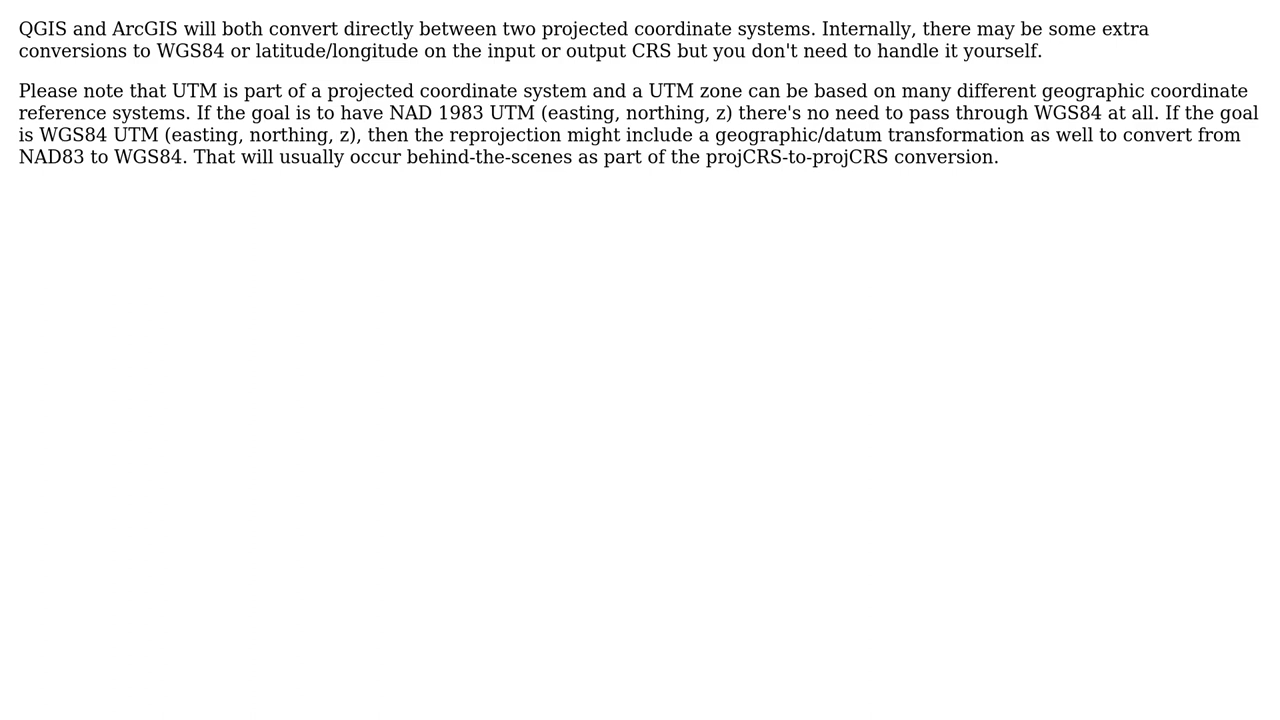 QGIS and ArcGIS will both convert directly between two projected coordinate systems. Internally, there may be some extra
conversions to WGS84 or latitude/longitude on the input or output CRS but you don't need to handle it yourself.
Please note that UTM is part of a projected coordinate system and a UTM zone can be based on many different geographic coordinate
reference systems. If the goal is to have NAD 1983 UTM (easting, northing, z) there's no need to pass through WGS84 at all. If the goal
is WGS84 UTM (easting, northing, z), then the reprojection might include a geographic/datum transformation as well to convert from
NAD83 to WGS84. That will usually occur behind-the-scenes as part of the projCRS-to-projCRS conversion.